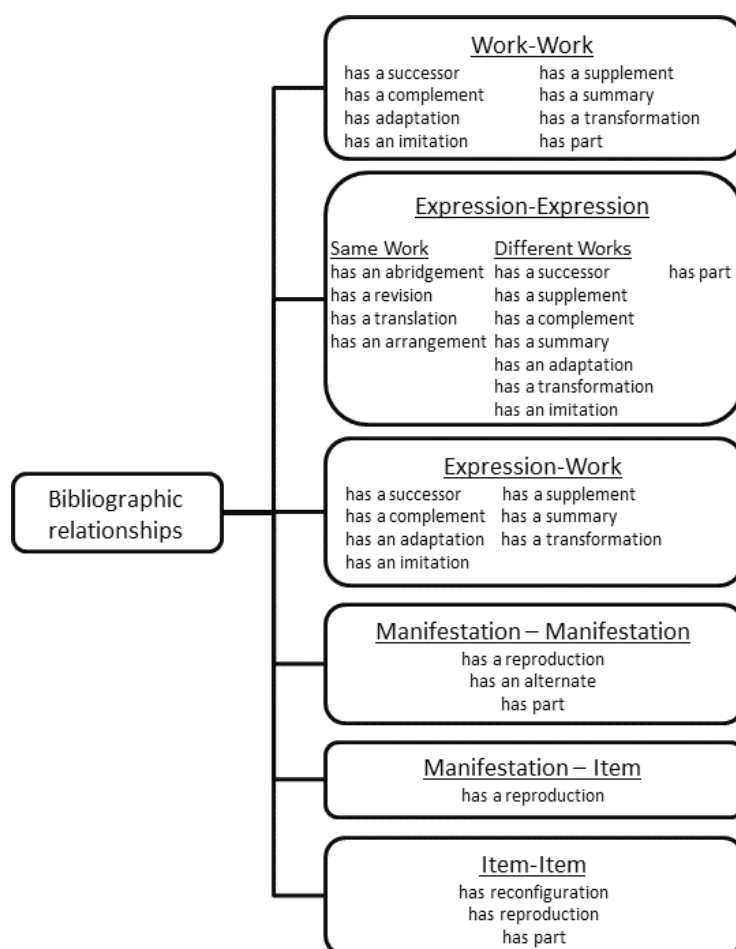 Work-Work
has a successor has a supplement
has a complement has a summary
has adaptation has a transformation
has an imitation has part
Expression-Expression
Same Work Different Works
has an abridgement has a successor has part
has a revision has a supplement
has a translation has a complement
has an arrangement has a summary
has an adaptation
has a transformation
has an imitation
Bibliographic
relationships
Expression-Work
has a successor has a supplement
has a complement has a summary
has an adaptation has a transformation
has an imitation
Manifestation – Manifestation
has a reproduction
has an alternate
has part
Manifestation – Item
has a reproduction
Item-Item
has reconfiguration
has reproduction
has part